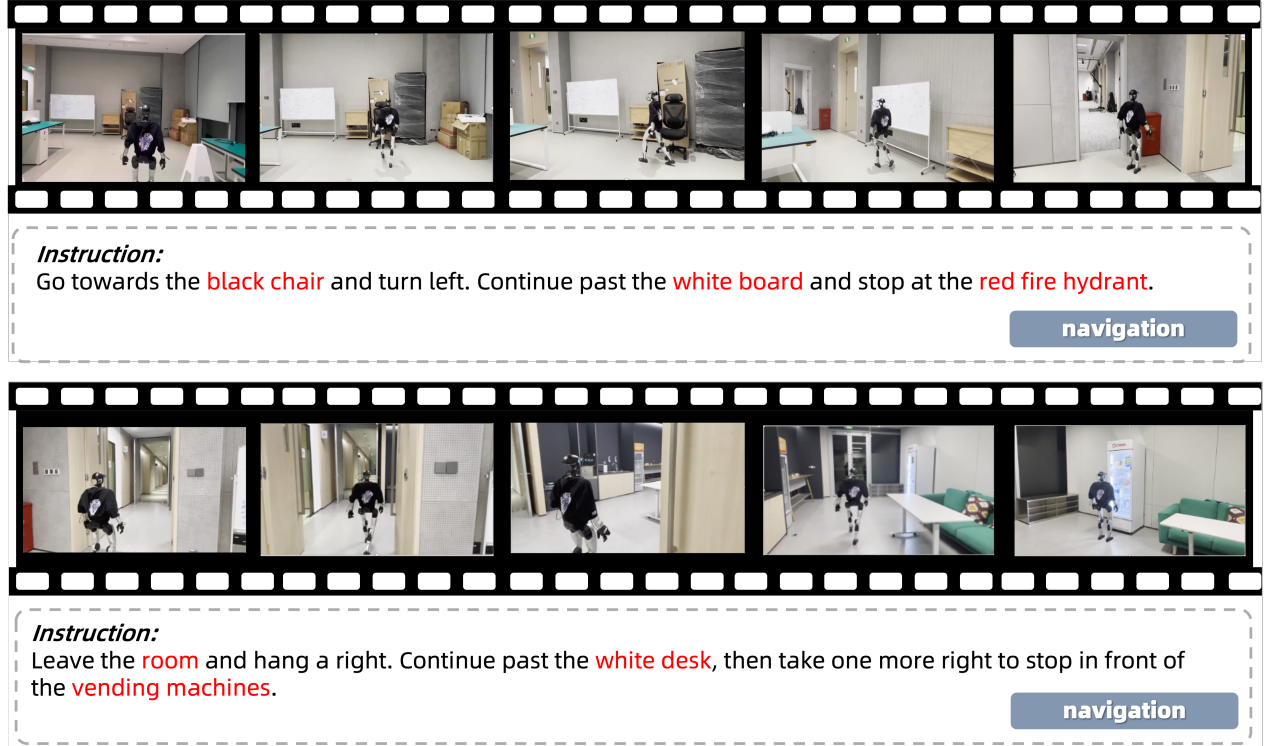 Instruction:
Go towards the black chair and turn left. Continue past the white board and stop at the red fire hydrant.
navigation
Instruction:
Leave the room and hang a right. Continue past the white desk, then take one more right to stop in front of
the vending machines.
navigation